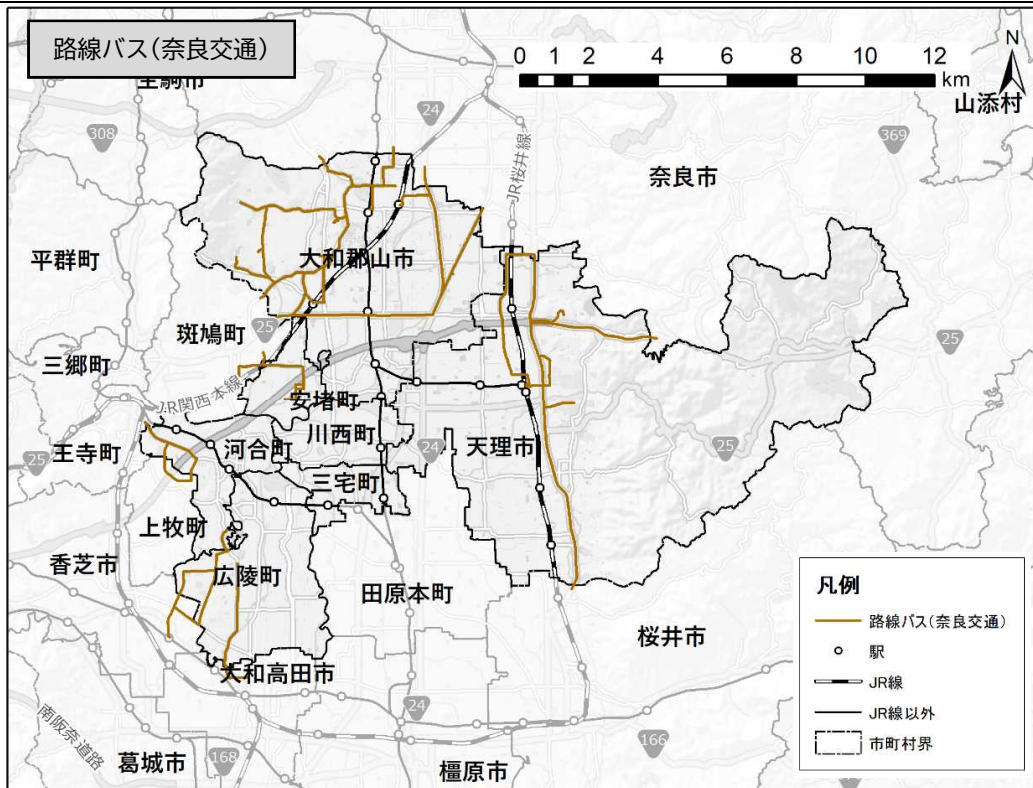 路線バス(奈良交通)
0 1 2 4 6 8 10 12
km
N
生駒市
山添村
24
308
369
JR桜井線
奈良市
平群町
大和郡山市
斑鳩町
25
25
三郷町
JR関西本線
安堵町
川西町
24
天理市
25
王寺町
25
河合町
三宅町
上牧町
香芝市
広陵町
田原本町
桜井市
大和高田市
24
南阪奈道路
166
168
葛城市
橿原市
凡例
路線バス(奈良交通)
駅
JR線
JR線以外
市町村界